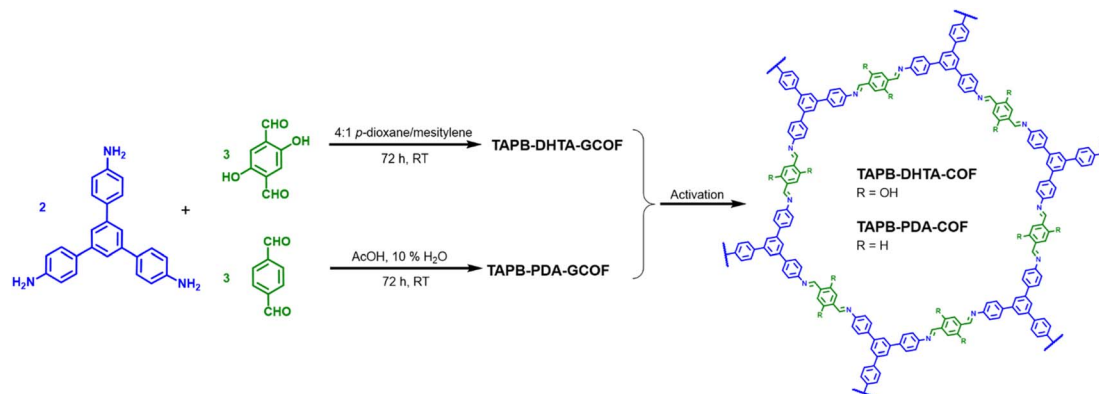 NH₂
2
H₂N
NH₂
+
3
CHO
OH
HO
CHO
4:1 p-dioxane/mesitylene
72 h, RT
TAPB-DHTA-GCOF
3
CHO
CHO
AcOH, 10 % H₂O
72 h, RT
TAPB-PDA-GCOF
Activation
TAPB-DHTA-COF
R = OH
TAPB-PDA-COF
R = H
R
N
N
R
R
N
N
R
N
R
R
N
N
R
R
N
R
N
N
R
R
N
N
R